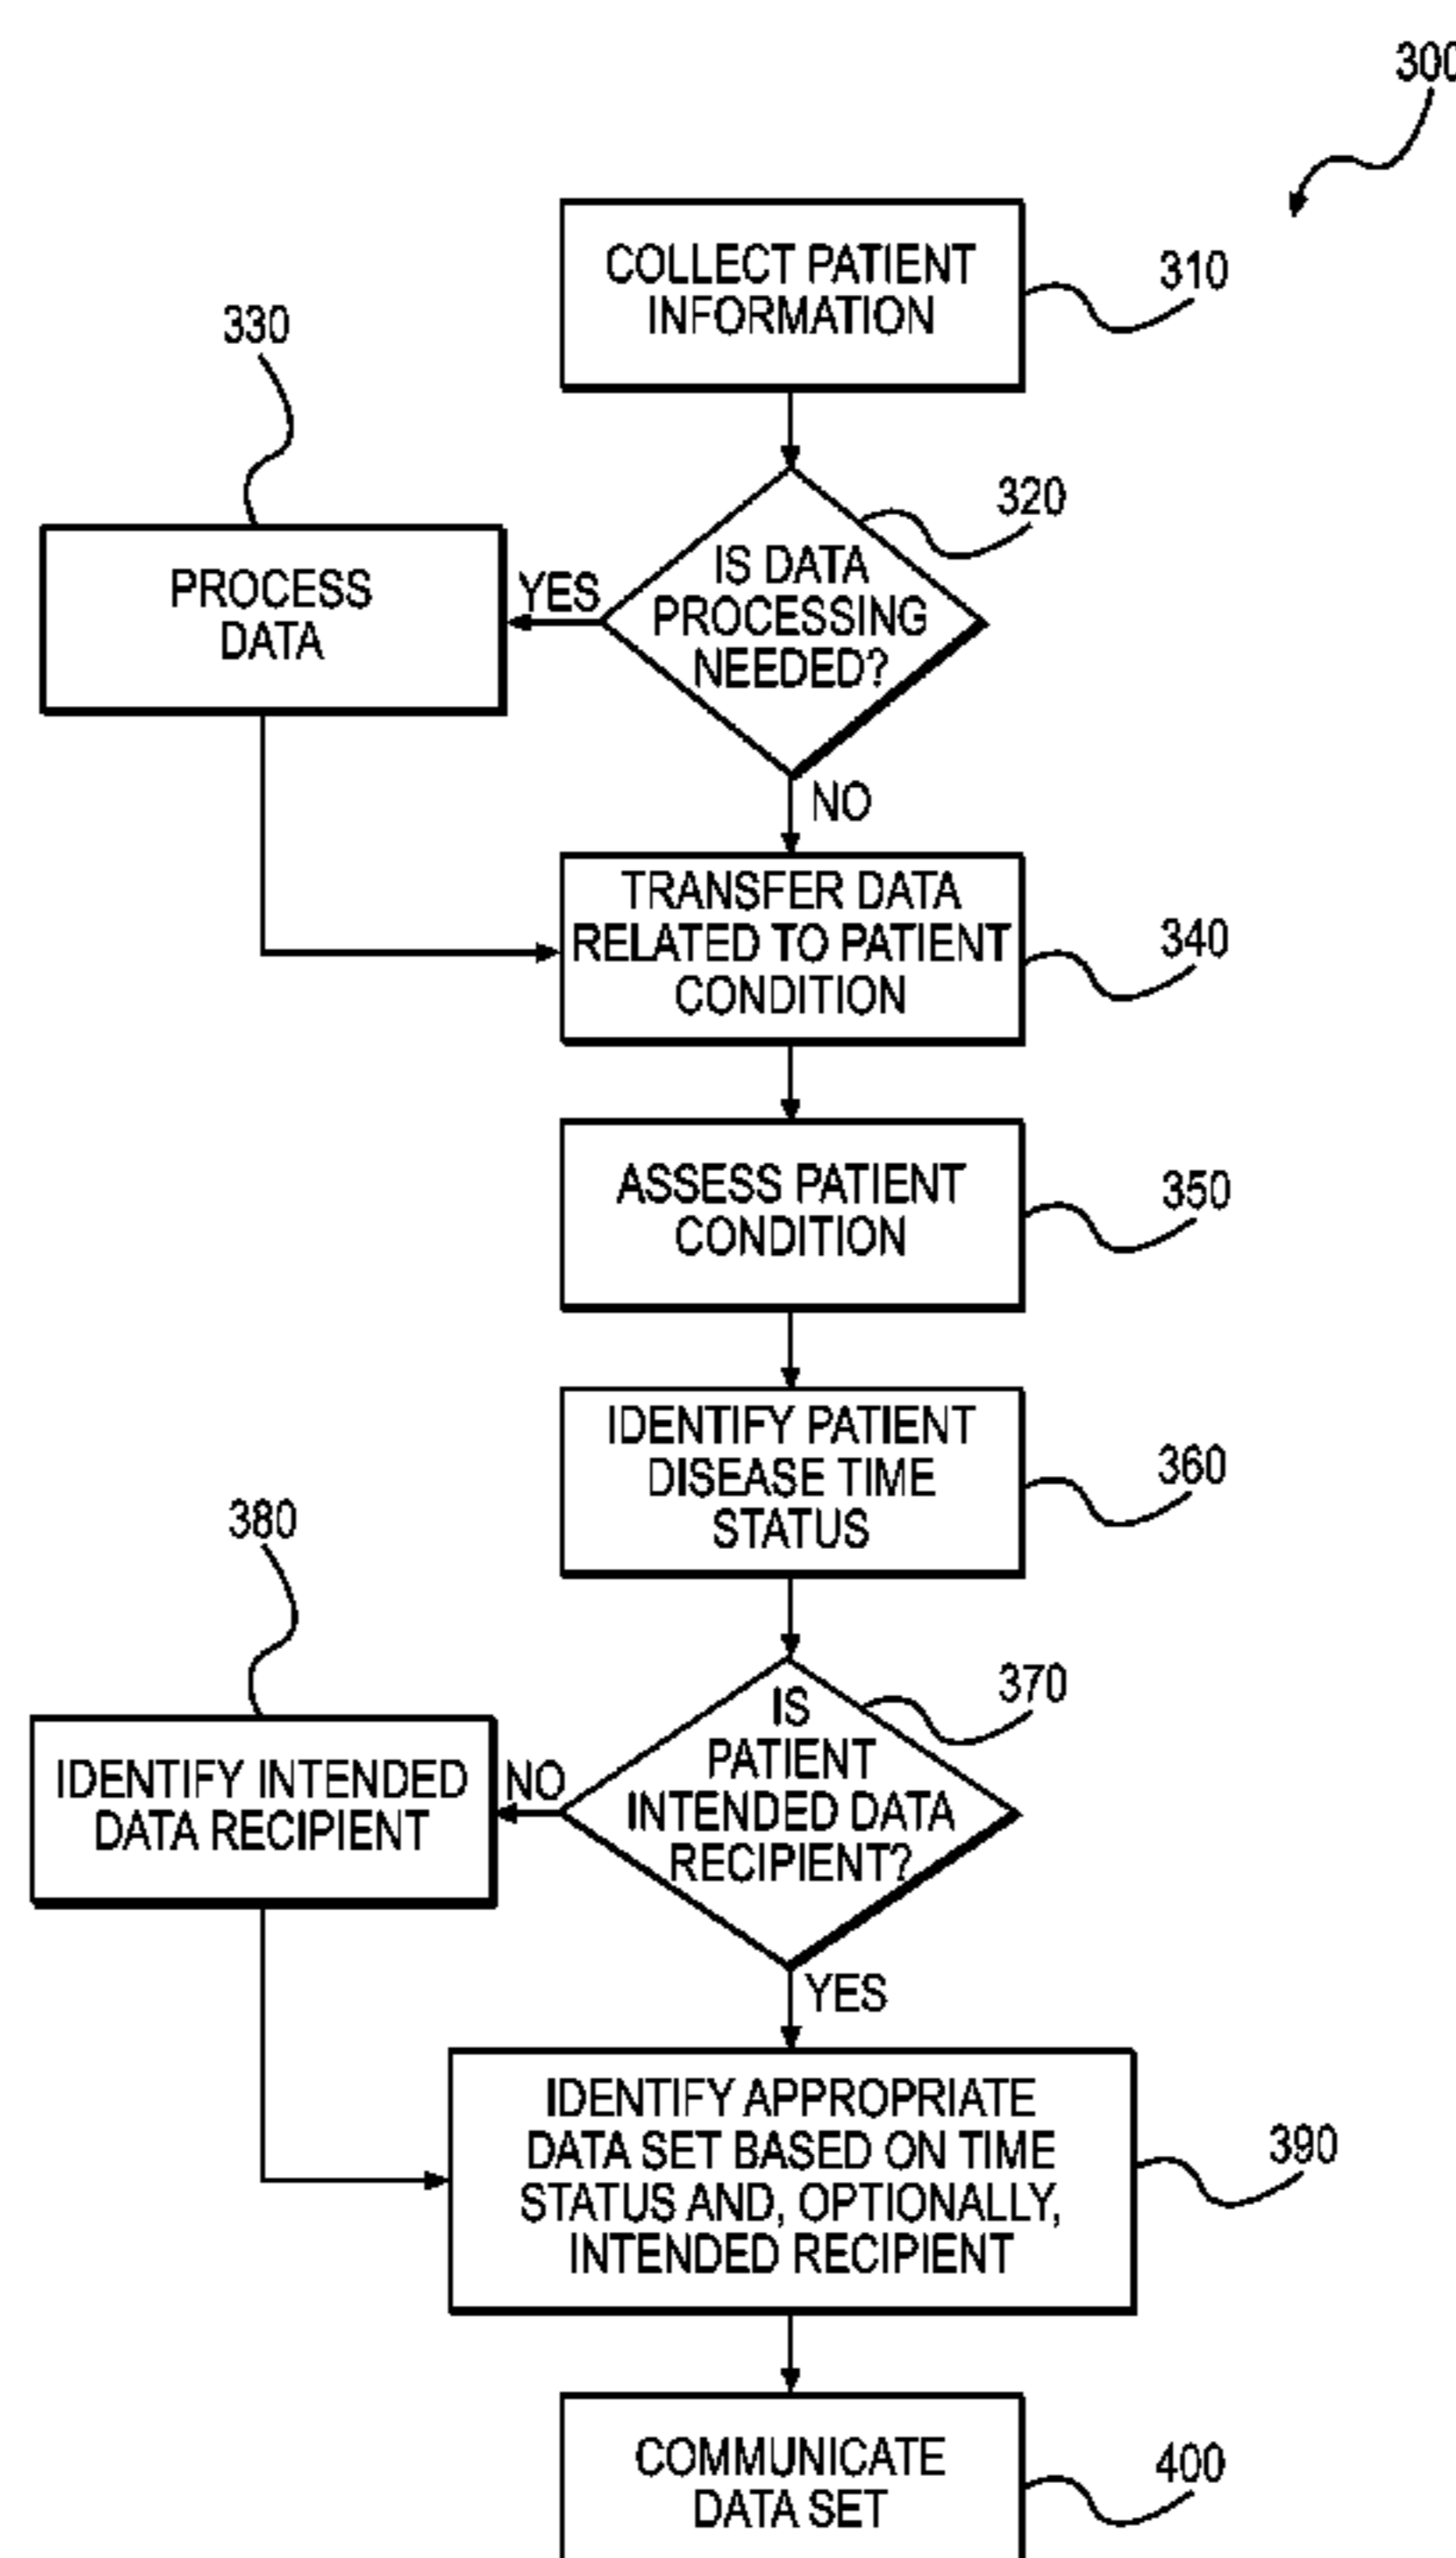 300
COLLECT PATIENT
INFORMATION
310
330
320
IS DATA
PROCESSING
NEEDED?
YES
PROCESS
DATA
NO
TRANSFER DATA
RELATED TO PATIENT
CONDITION
340
ASSESS PATIENT
CONDITION
350
IDENTIFY PATIENT
DISEASE TIME
STATUS
360
380
370
IS
PATIENT
INTENDED DATA
RECIPIENT?
NO
IDENTIFY INTENDED
DATA RECIPIENT
YES
IDENTIFY APPROPRIATE
DATA SET BASED ON TIME
STATUS AND, OPTIONALLY,
INTENDED RECIPIENT
390
COMMUNICATE
DATA SET
400